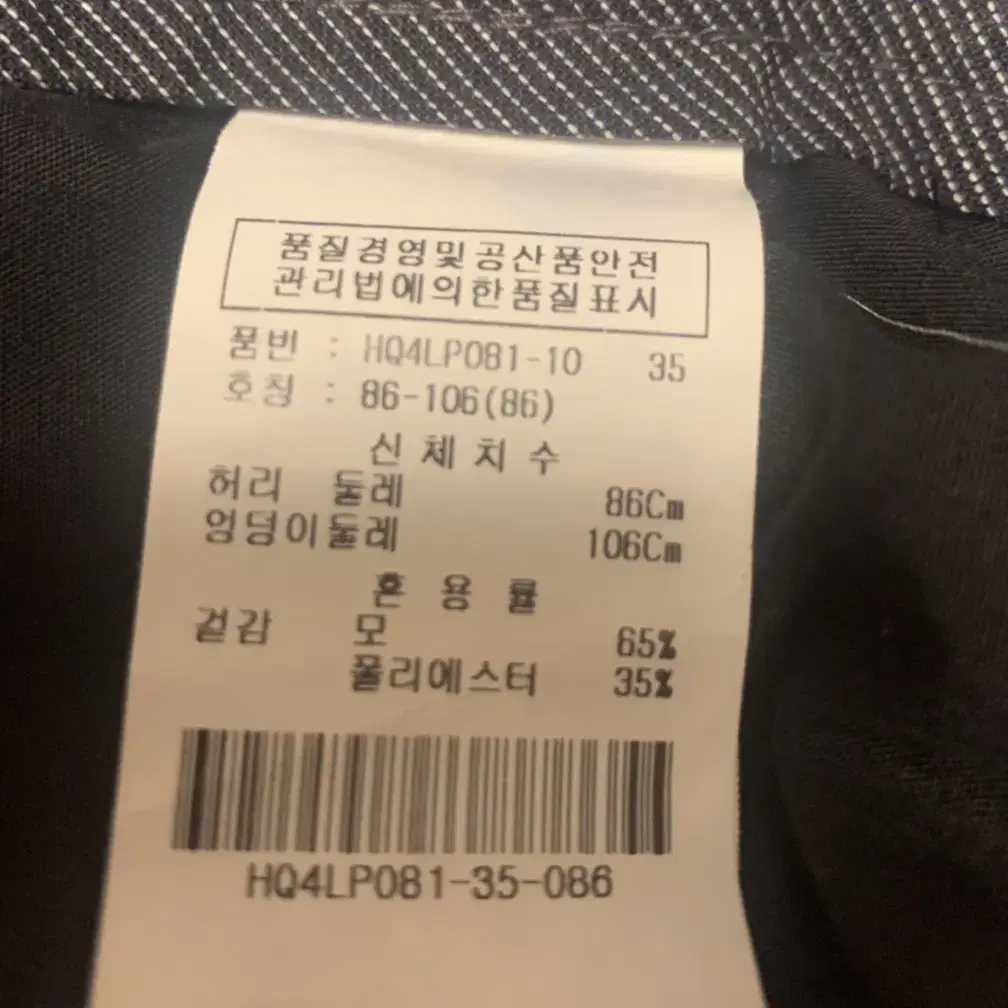 품질경영및공산품안전
관리법에의한품질표시
품번 : HQ4LP081-10 35
호칭 : 86-106(86)
신 체 치 수
허리 둘레 86Cm
엉덩이둘레 106Cm
혼 용 률
겉감 모 65%
폴리에스터 35%
HQ4LP081-35-086